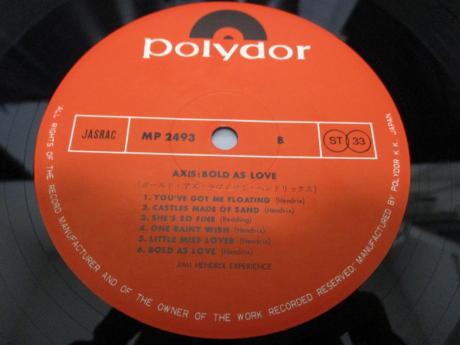 polydor
JASRAC
MP 2493
B
ST 33
AXIS:BOLD AS LOVE
1. YOU'VE GOT ME FLOATING (Hendrix)
2. CASTLES MADE OF SAND (Hendrix)
3. SHE'S SO FINE (Redding)
4. ONE RAINY WISH (Hendrix)
5. LITTLE MISS LOVER (Hendrix)
6. BOLD AS LOVE (Hendrix)
JIMI HENDRIX EXPERIENCE
ALL RIGHTS OF THE RECORD MANUFACTURER AND OF THE OWNER OF THE WORK RECORDED RESERVED: MANUFACTURED BY POLYDOR K.K. JAPAN